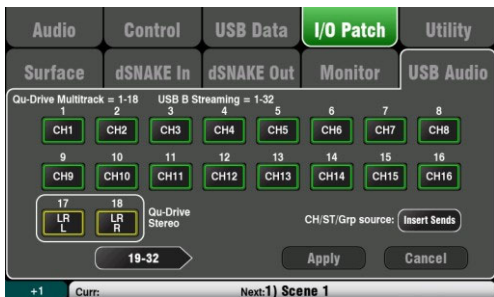 Audio Control USB Data I/O Patch Utility
Surface dSNAKE In dSNAKE Out Monitor USB Audio
Qu-Drive Multitrack = 1-18 USB B Streaming = 1-32
1 2 3 4 5 6 7 8
CH1 CH2 CH3 CH4 CH5 CH6 CH7 CH8
9 10 11 12 13 14 15 16
CH9 CH10 CH11 CH12 CH13 CH14 CH15 CH16
17 18
LR L LR R Qu-Drive Stereo
CH/ST/Grp source: Insert Sends
19-32 Apply Cancel
+1 Curr: Next:1) Scene 1